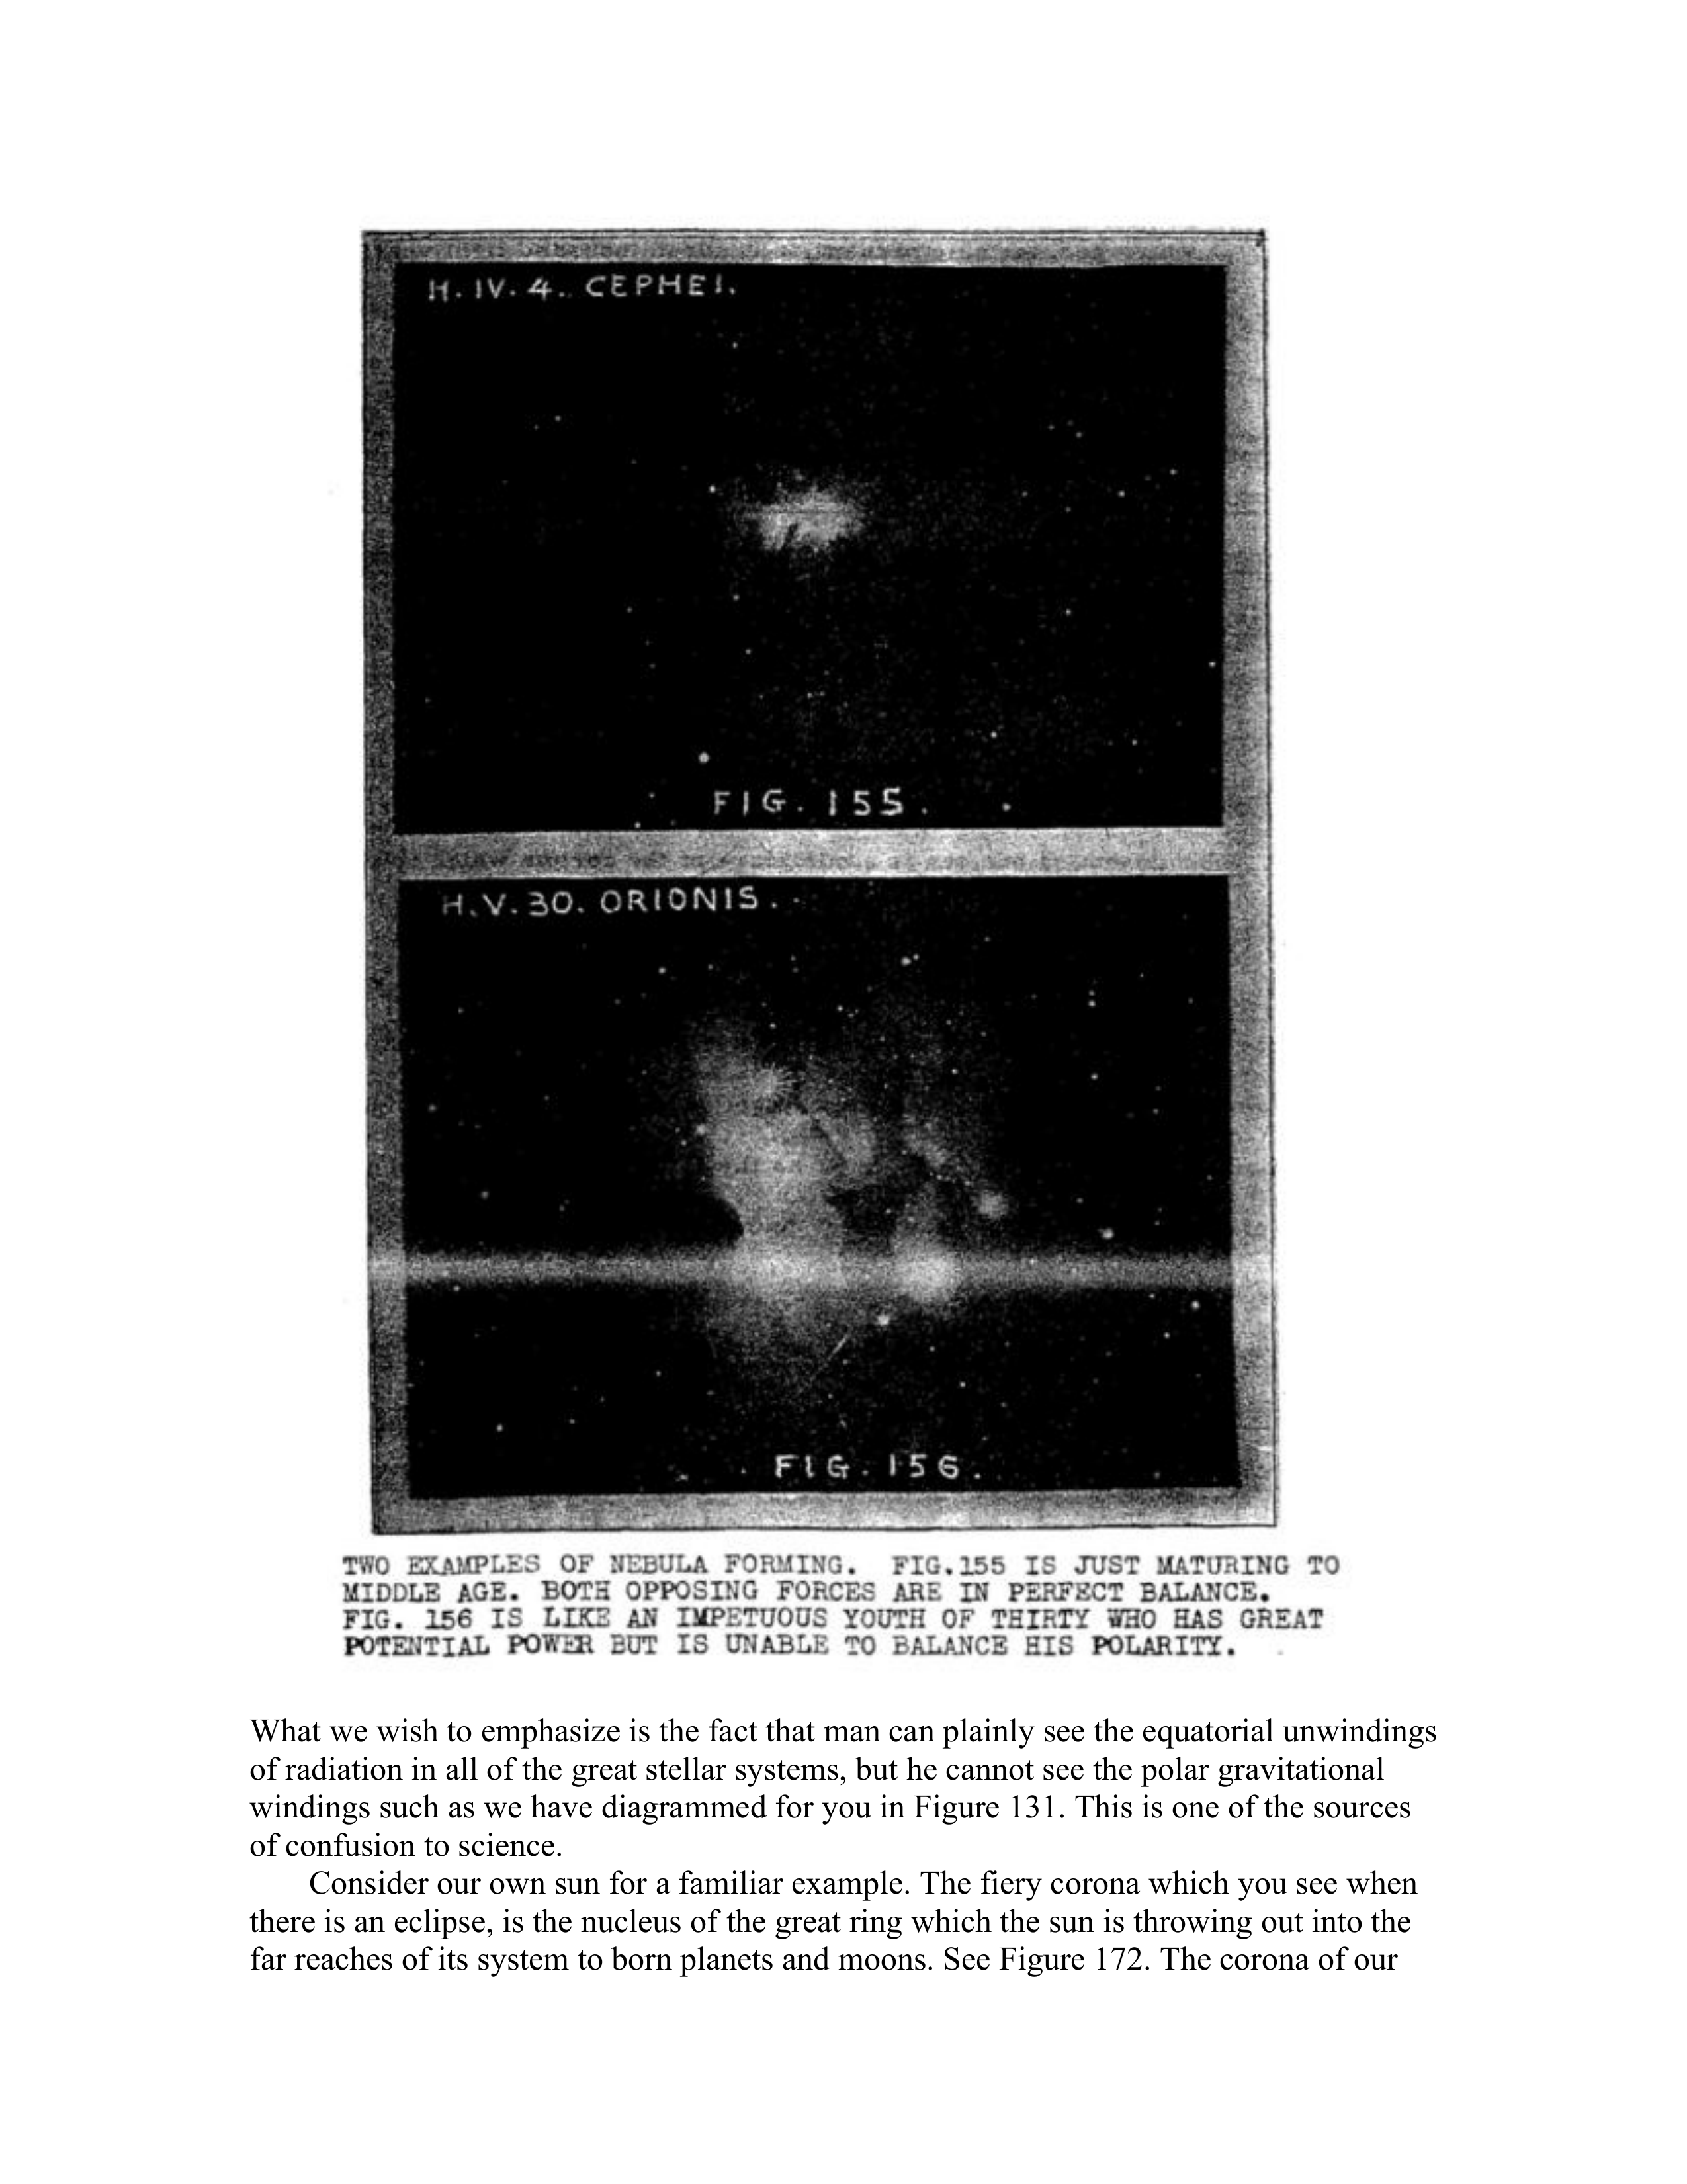 H. IV. 4. CEPHEI.
FIG. 155.
H. V. 30. ORIONIS.
FIG. 156.
TWO EXAMPLES OF NEBULA FORMING. FIG.155 IS JUST MATURING TO
MIDDLE AGE. BOTH OPPOSING FORCES ARE IN PERFECT BALANCE.
FIG. 156 IS LIKE AN IMPETUOUS YOUTH OF THIRTY WHO HAS GREAT
POTENTIAL POWER BUT IS UNABLE TO BALANCE HIS POLARITY.
What we wish to emphasize is the fact that man can plainly see the equatorial unwindings
of radiation in all of the great stellar systems, but he cannot see the polar gravitational
windings such as we have diagrammed for you in Figure 131. This is one of the sources
of confusion to science.
Consider our own sun for a familiar example. The fiery corona which you see when
there is an eclipse, is the nucleus of the great ring which the sun is throwing out into the
far reaches of its system to born planets and moons. See Figure 172. The corona of our